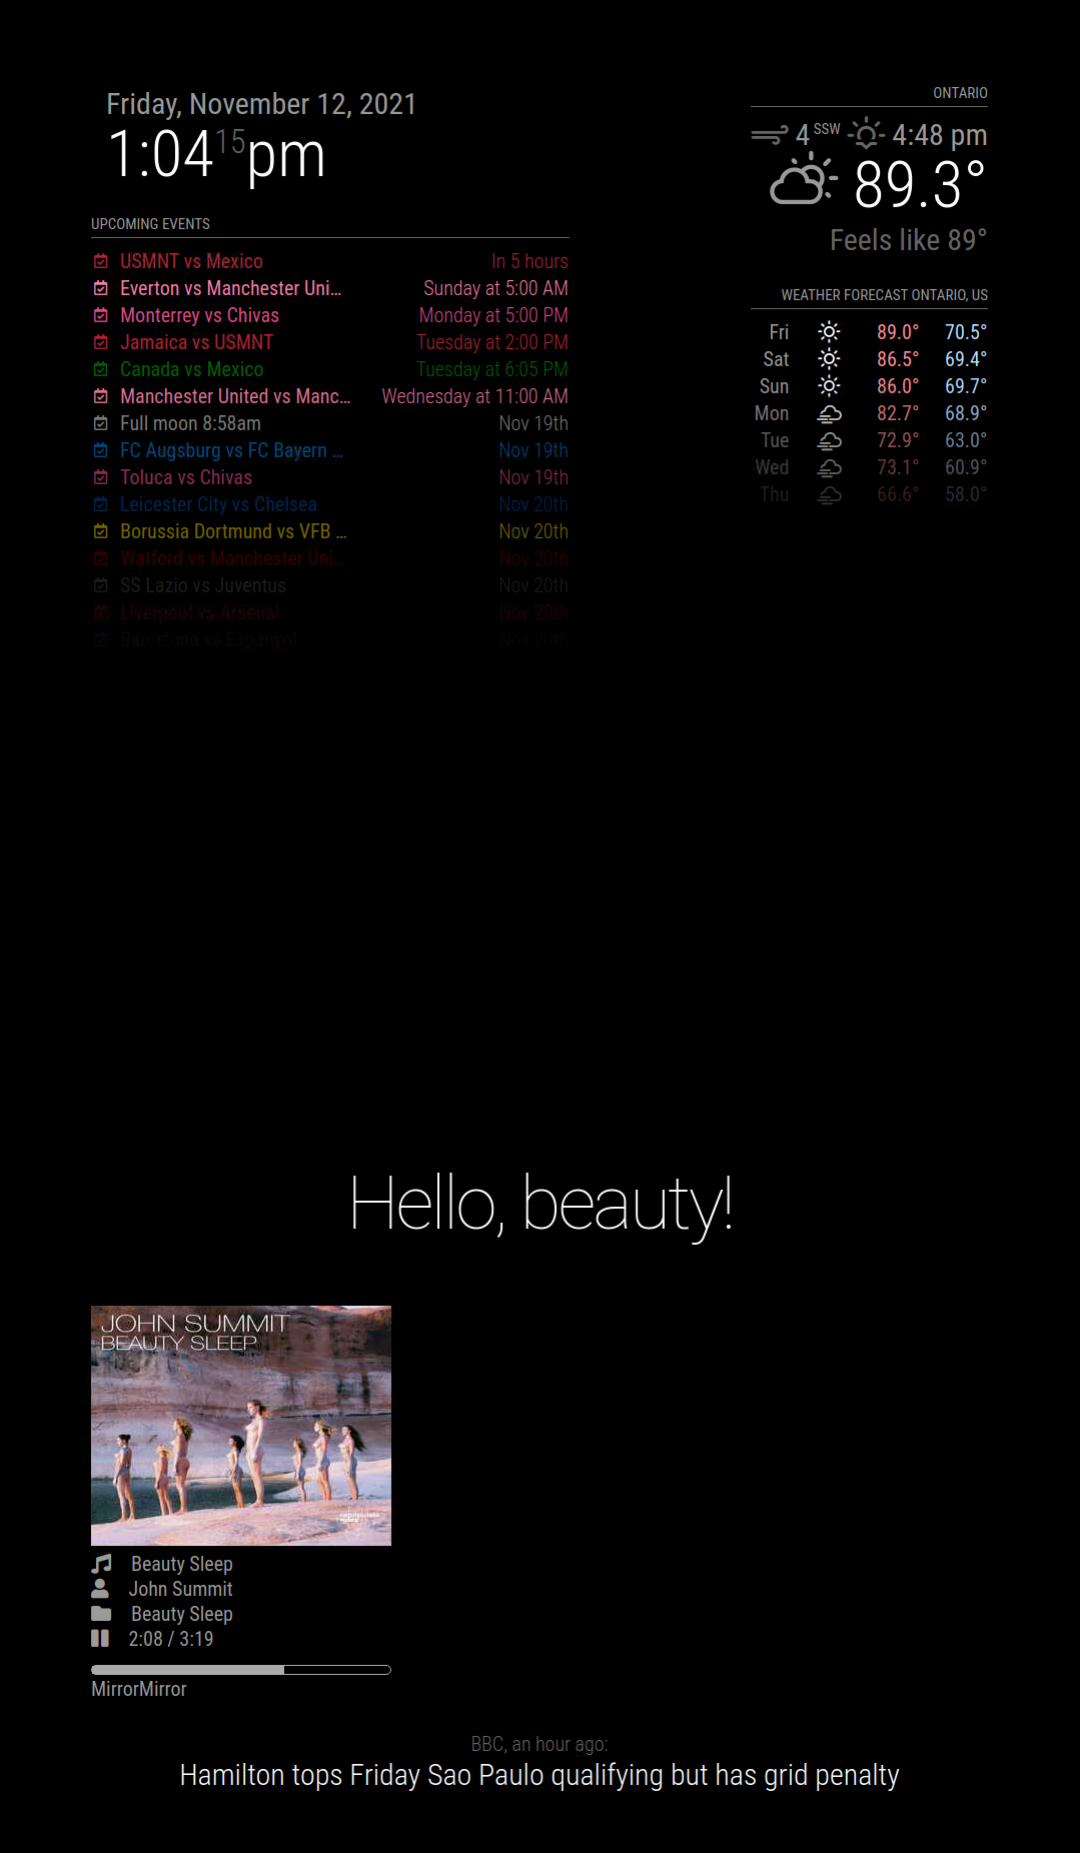 Friday, November 12, 2021
1:04 15 pm
UPCOMING EVENTS
USMNT vs Mexico In 5 hours
Everton vs Manchester Uni... Sunday at 5:00 AM
Monterrey vs Chivas Monday at 5:00 PM
Jamaica vs USMNT Tuesday at 2:00 PM
Canada vs Mexico Tuesday at 6:05 PM
Manchester United vs Manc... Wednesday at 11:00 AM
Full moon 8:58am Nov 19th
FC Augsburg vs FC Bayern ... Nov 19th
Toluca vs Chivas Nov 19th
Leicester City vs Chelsea Nov 20th
Borussia Dortmund vs VFB ... Nov 20th
Watford vs Manchester Uni... Nov 20th
SS Lazio vs Juventus Nov 20th
Liverpool vs Arsenal Nov 20th
Barcelona vs Espanyol Nov 20th
ONTARIO
4 SSW 4:48 pm
89.3°
Feels like 89°
WEATHER FORECAST ONTARIO, US
Fri 89.0° 70.5°
Sat 86.5° 69.4°
Sun 86.0° 69.7°
Mon 82.7° 68.9°
Tue 72.9° 63.0°
Wed 73.1° 60.9°
Thu 66.6° 58.0°
Hello, beauty!
JOHN SUMMIT
BEAUTY SLEEP
Beauty Sleep
John Summit
Beauty Sleep
2:08 / 3:19
MirrorMirror
BBC, an hour ago:
Hamilton tops Friday Sao Paulo qualifying but has grid penalty